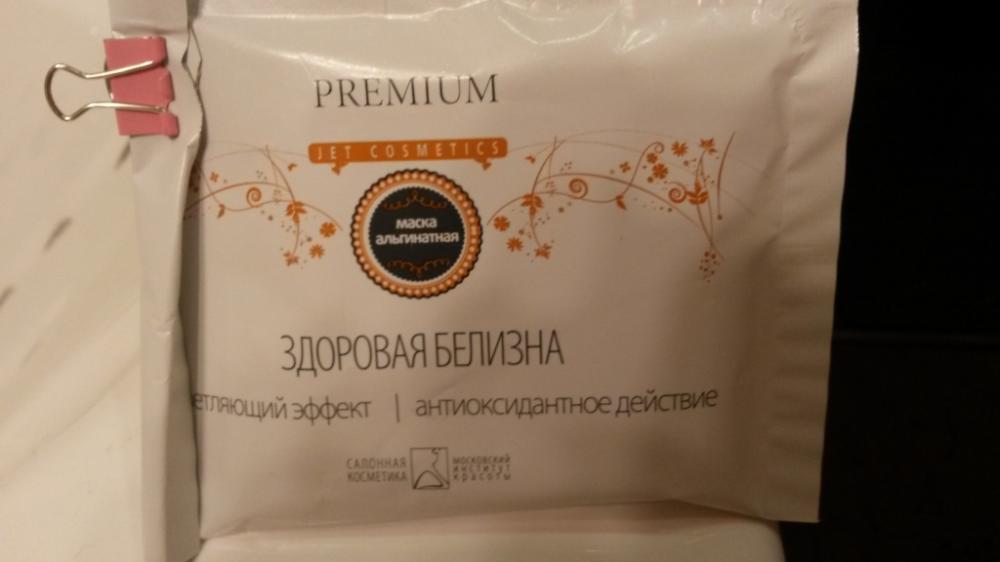 PREMIUM
JET COSMETICS
маска
альгинатная
ЗДОРОВАЯ БЕЛИЗНА
етляющий эффект | антиоксидантное действие
САЛОННАЯ
КОСМЕТИКА
МОСКОВСКИЙ
ИНСТИТУТ
красоты